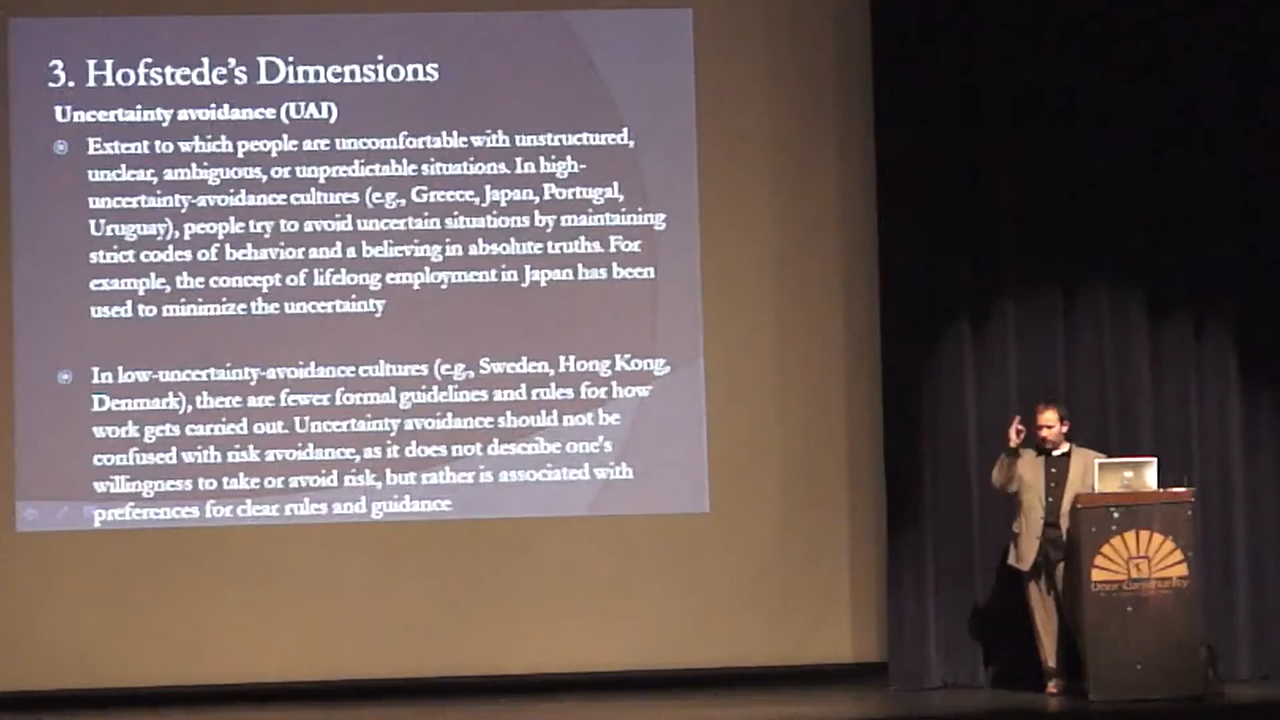 3. Hofstede's Dimensions
Uncertainty avoidance (UAI)
Extent to which people are uncomfortable with unstructured,
unclear, ambiguous, or unpredictable situations. In high-
uncertainty-avoidance cultures (e.g., Greece, Japan, Portugal,
Uruguay), people try to avoid uncertain situations by maintaining
strict codes of behavior and a believing in absolute truths. For
example, the concept of lifelong employment in Japan has been
used to minimize the uncertainty
In low-uncertainty-avoidance cultures (e.g., Sweden, Hong Kong,
Denmark), there are fewer formal guidelines and rules for how
work gets carried out. Uncertainty avoidance should not be
confused with risk avoidance, as it does not describe one's
willingness to take or avoid risk, but rather is associated with
preferences for clear rules and guidance
Community